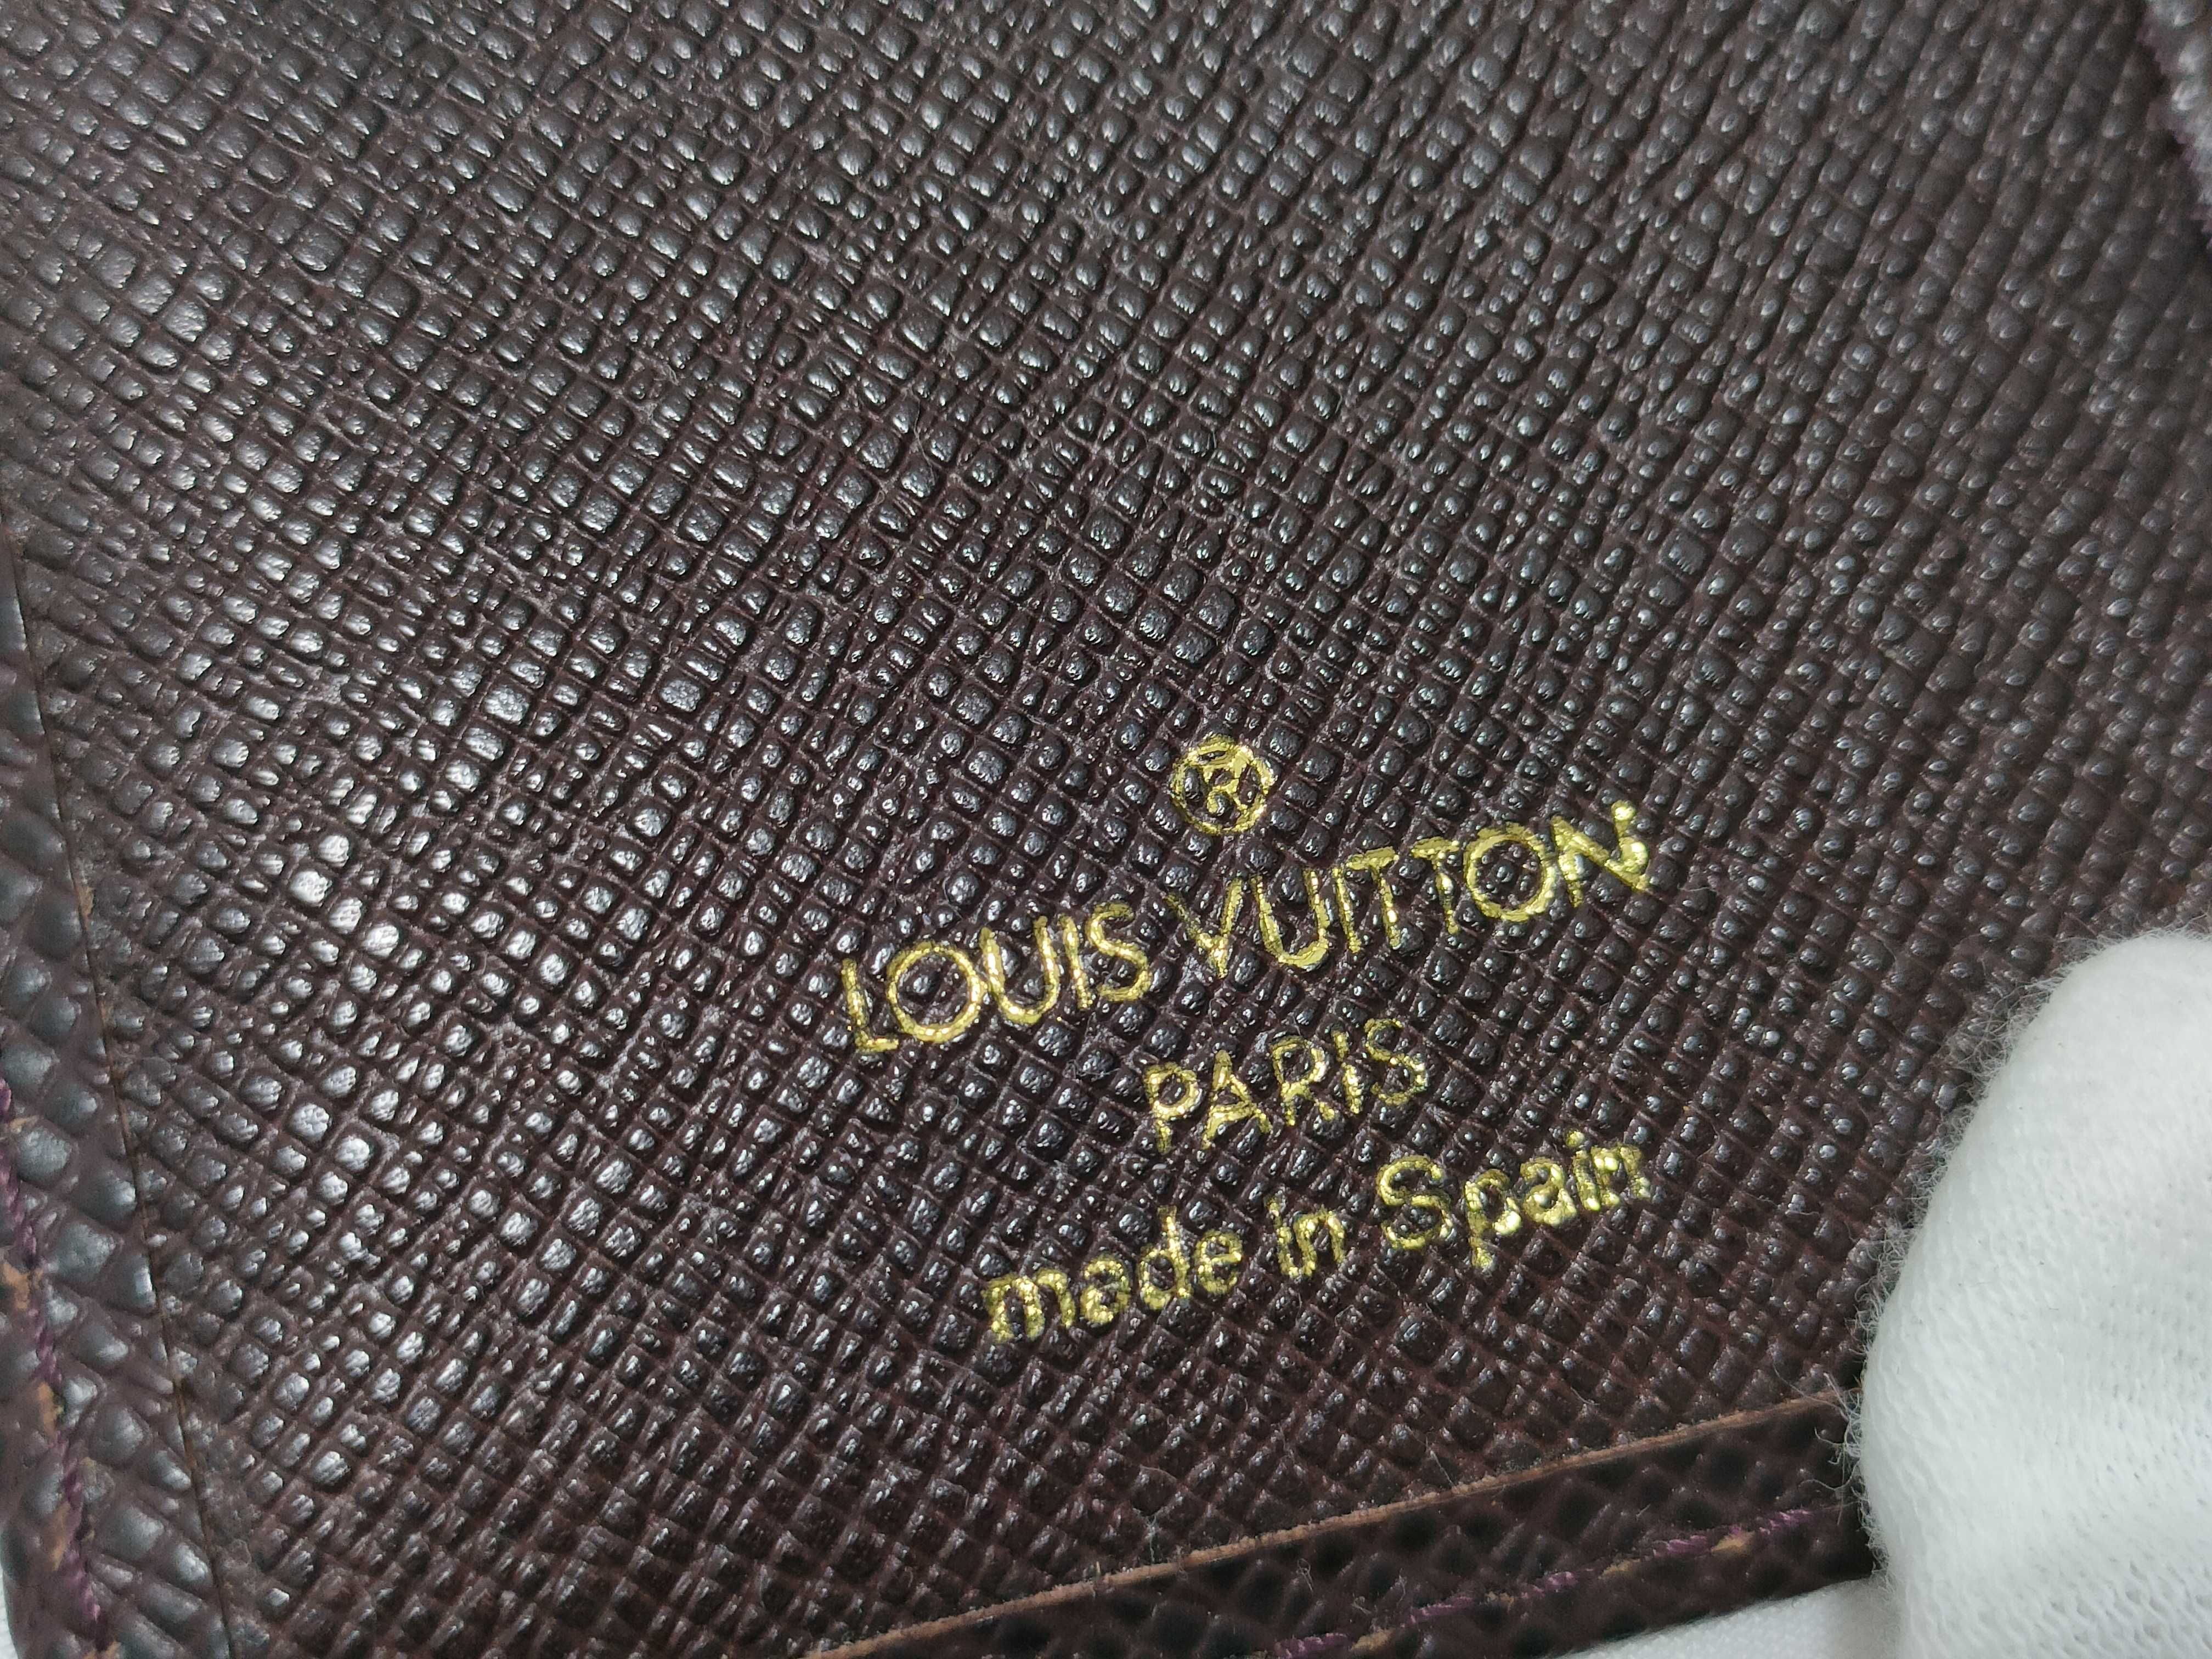 ®
LOUIS VUITTON
PARIS
made in Spain